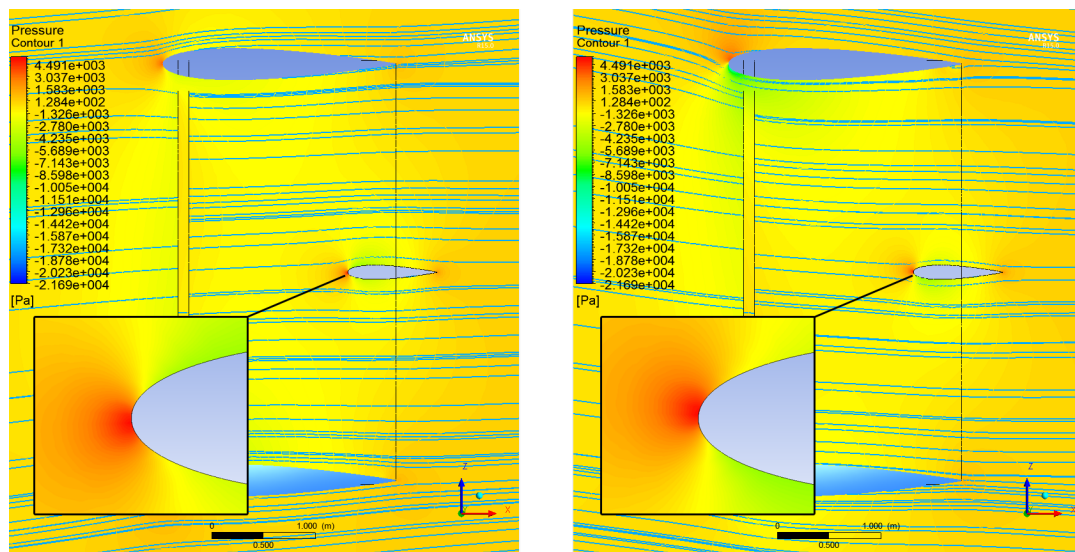 Pressure
Contour 1
ANSYS
R15.0
4.491e+003
3.037e+003
1.583e+003
1.284e+002
-1.326e+003
-2.780e+003
-4.235e+003
-5.689e+003
-7.143e+003
-8.598e+003
-1.005e+004
-1.151e+004
-1.296e+004
-1.442e+004
-1.587e+004
-1.732e+004
-1.878e+004
-2.023e+004
-2.169e+004
[Pa]
Z
X
0
1.000 (m)
0.500
Pressure
Contour 1
ANSYS
4.491e+003
3.037e+003
1.583e+003
1.284e+002
-1.326e+003
-2.780e+003
-4.235e+003
-5.689e+003
-7.143e+003
-8.598e+003
-1.005e+004
-1.151e+004
-1.296e+004
-1.442e+004
-1.587e+004
-1.732e+004
-1.878e+004
-2.023e+004
-2.169e+004
[Pa]
Z
X
0
1.000 (m)
0.500